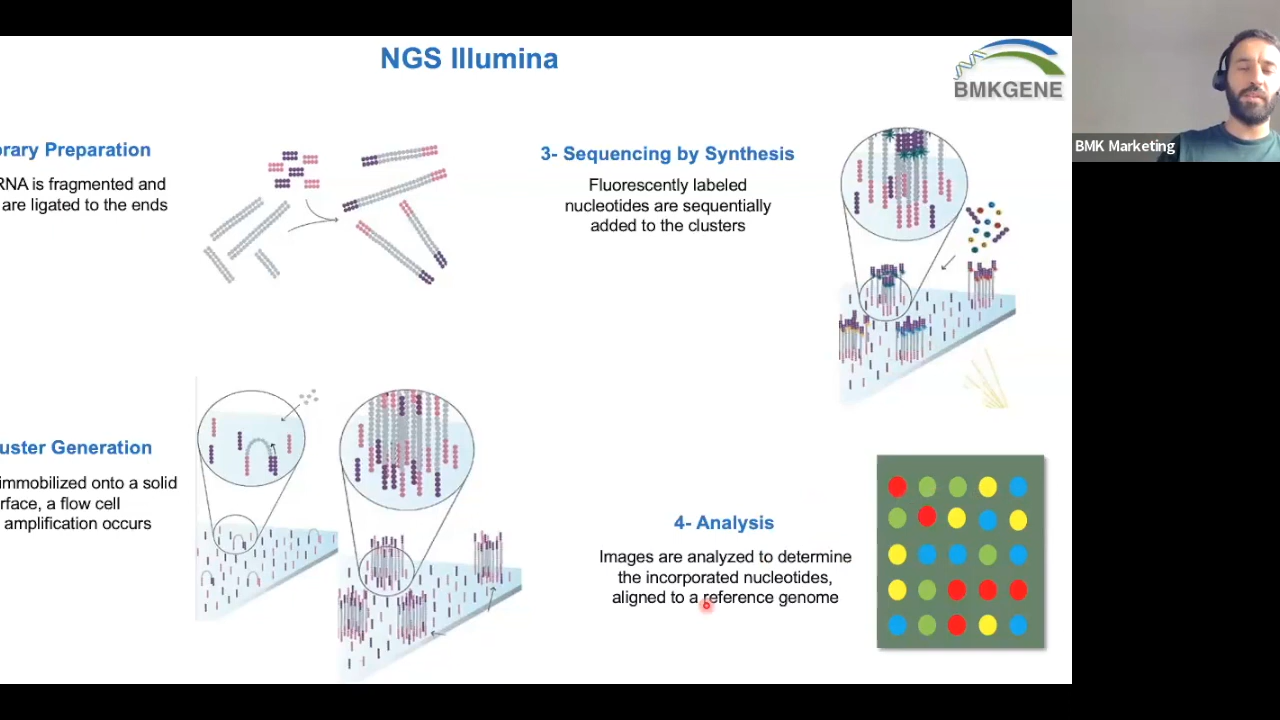 NGS Illumina
BMKGENE
BMK Marketing
brary Preparation
RNA is fragmented and
are ligated to the ends
3- Sequencing by Synthesis
Fluorescently labeled
nucleotides are sequentially
added to the clusters
uster Generation
immobilized onto a solid
rface, a flow cell
amplification occurs
4- Analysis
Images are analyzed to determine
the incorporated nucleotides,
aligned to a reference genome